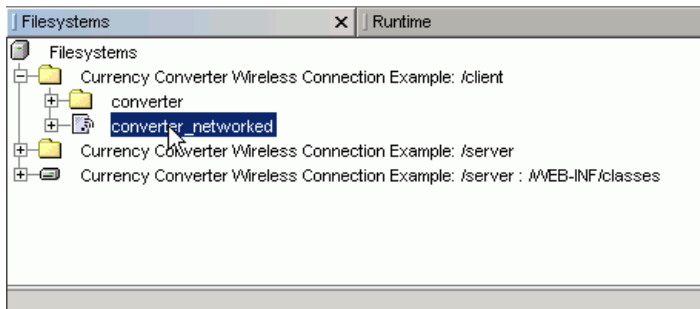 Filesystems
Runtime
Filesystems
Currency Converter Wireless Connection Example: /client
converter
converter_networked
Currency Converter Wireless Connection Example: /server
Currency Converter Wireless Connection Example: /server : /WEB-INF/classes